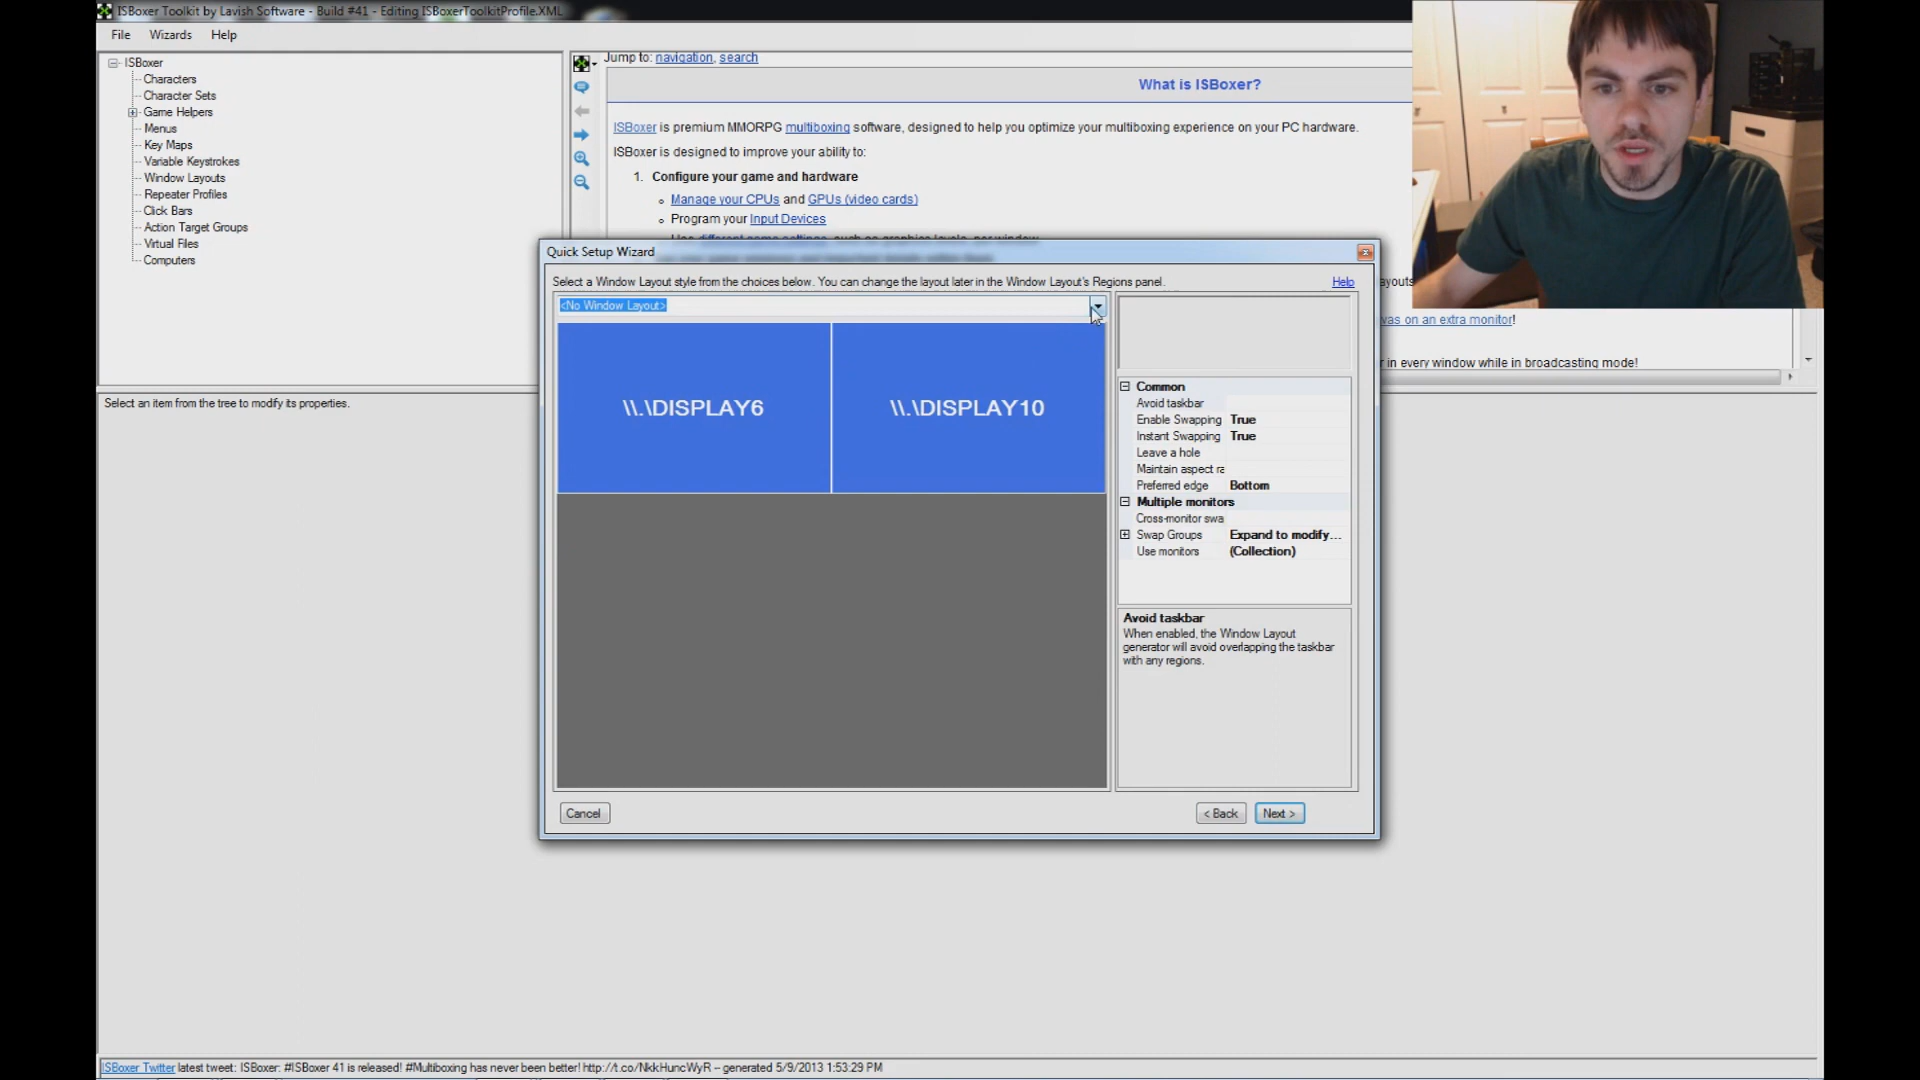 ISBoxer Toolkit by Lavish Software - Build #41 - Editing ISBoxerToolkitProfile.XML
File Wizards Help
ISBoxer
Characters
Character Sets
Game Helpers
Menus
Key Maps
Variable Keystrokes
Window Layouts
Repeater Profiles
Click Bars
Action Target Groups
Virtual Files
Computers
Jump to: navigation, search
What is ISBoxer?
ISBoxer is premium MMORPG multiboxing software, designed to help you optimize your multiboxing experience on your PC hardware.
ISBoxer is designed to improve your ability to:
1. Configure your game and hardware
Manage your CPUs and GPUs (video cards)
Program your Input Devices
ayouts
vas on an extra monitor!
r in every window while in broadcasting mode!
Select an item from the tree to modify its properties.
Quick Setup Wizard
Select a Window Layout style from the choices below. You can change the layout later in the Window Layout's Regions panel.
Help
<No Window Layout>
\\.\DISPLAY6
\\.\DISPLAY10
Common
Avoid taskbar
Enable Swapping True
Instant Swapping True
Leave a hole
Maintain aspect ra
Preferred edge Bottom
Multiple monitors
Cross-monitor swa
Swap Groups Expand to modify...
Use monitors (Collection)
Avoid taskbar
When enabled, the Window Layout
generator will avoid overlapping the taskbar
with any regions.
Cancel
< Back
Next >
ISBoxer Twitter latest tweet: ISBoxer: #ISBoxer 41 is released! #Multiboxing has never been better! http://t.co/NkkHuncWyR -- generated 5/9/2013 1:53:29 PM